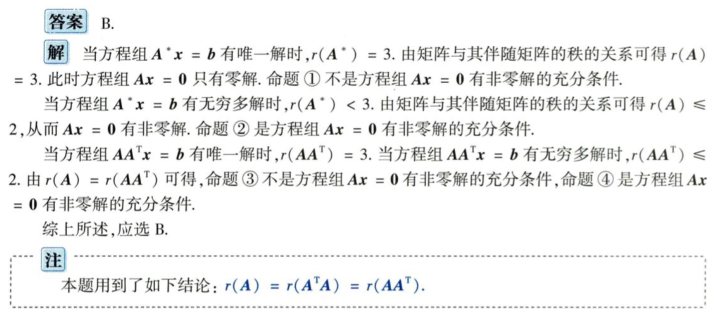 答案 B.
解 当方程组 A*x = b 有唯一解时,r(A*) = 3. 由矩阵与其伴随矩阵的秩的关系可得 r(A)
= 3. 此时方程组 Ax = 0 只有零解. 命题 ① 不是方程组 Ax = 0 有非零解的充分条件.
当方程组 A*x = b 有无穷多解时,r(A*) < 3. 由矩阵与其伴随矩阵的秩的关系可得 r(A) ≤
2,从而 Ax = 0 有非零解. 命题 ② 是方程组 Ax = 0 有非零解的充分条件.
当方程组 AAᵀx = b 有唯一解时,r(AAᵀ) = 3. 当方程组 AAᵀx = b 有无穷多解时,r(AAᵀ) ≤
2. 由 r(A) = r(AAᵀ) 可得,命题 ③ 不是方程组 Ax = 0 有非零解的充分条件,命题 ④ 是方程组 Ax
= 0 有非零解的充分条件.
综上所述,应选 B.
注
本题用到了如下结论: r(A) = r(AᵀA) = r(AAᵀ).